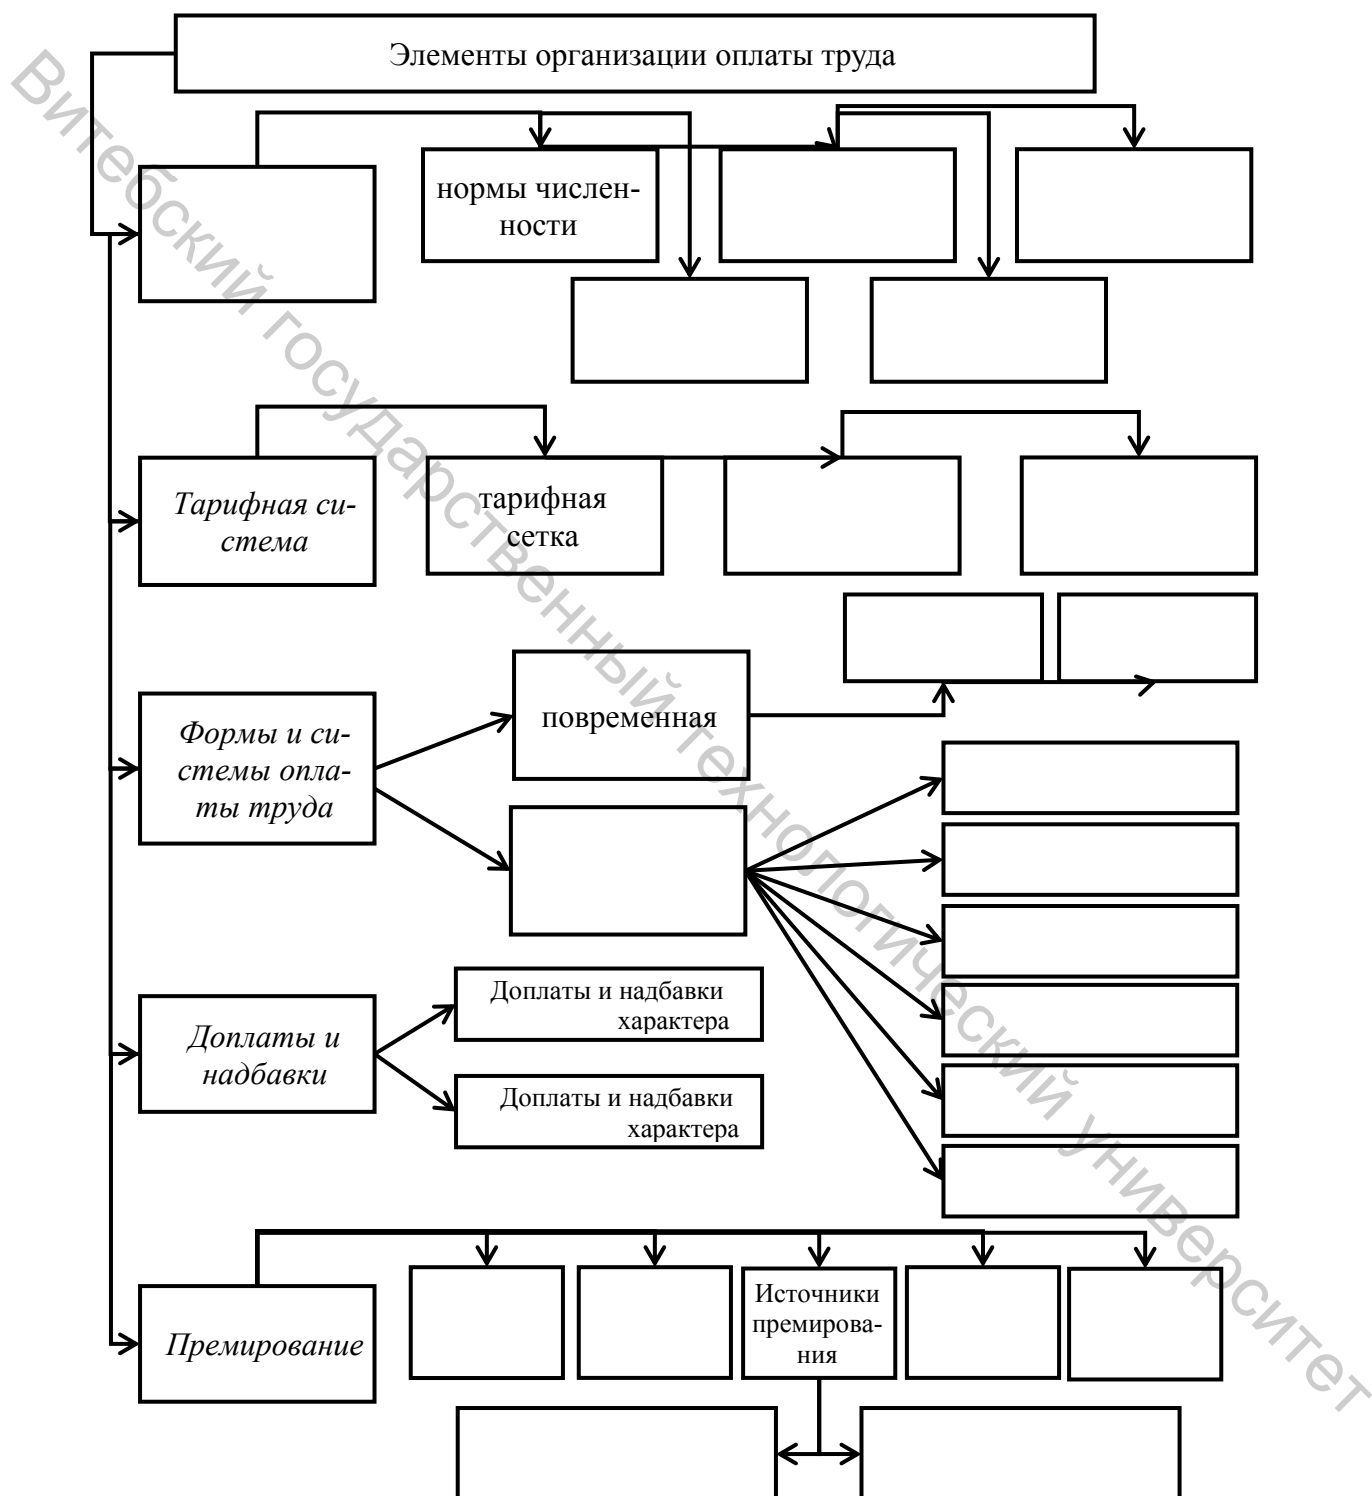 Элементы организации оплаты труда
нормы числен-
ности
Тарифная си-
стема
тарифная
сетка
Формы и си-
стемы опла-
ты труда
повременная
Доплаты и
надбавки
Доплаты и надбавки
характера
Доплаты и надбавки
характера
Премирование
Источники
премирова-
ния
Витебский государственный технологический университет